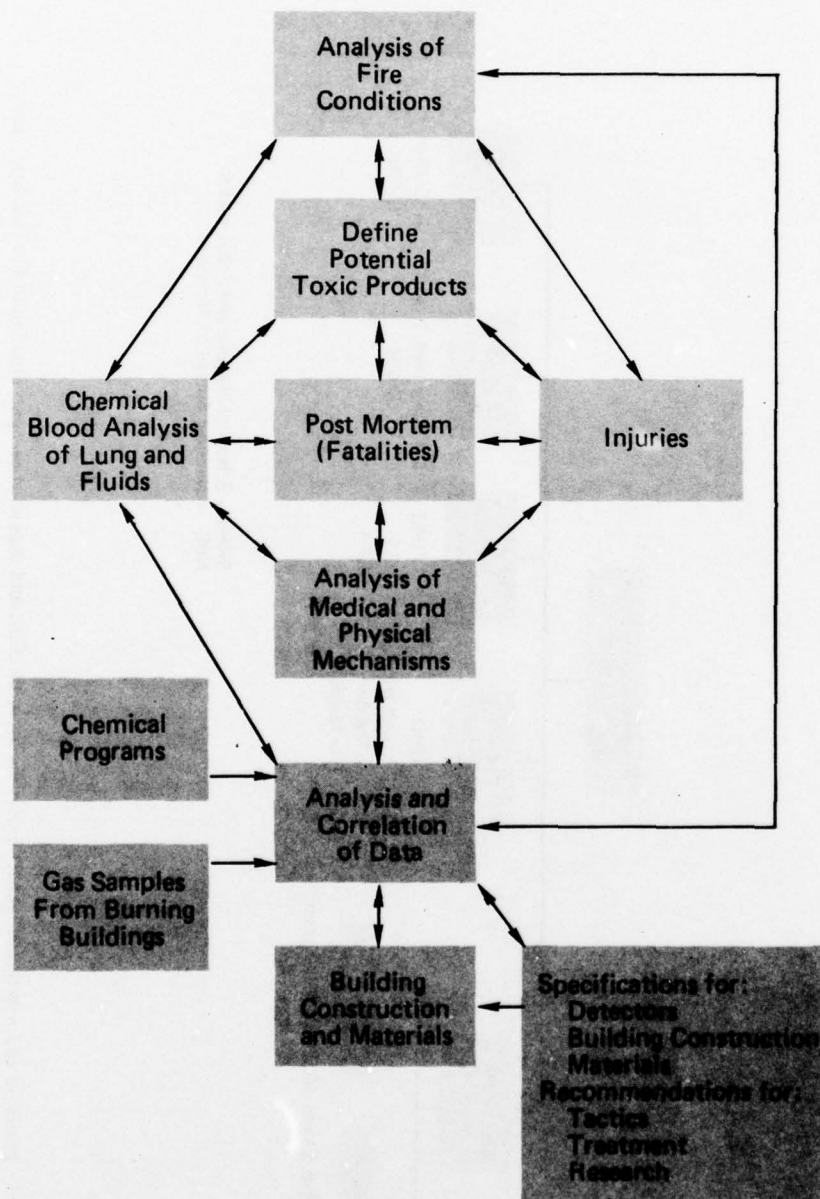 Analysis of
Fire
Conditions
Define
Potential
Toxic Products
Chemical
Blood Analysis
of Lung and
Fluids
Post Mortem
(Fatalities)
Injuries
Analysis of
Medical and
Physical
Mechanisms
Chemical
Programs
Analysis and
Correlation
of Data
Gas Samples
From Burning
Buildings
Building
Construction
and Materials
Specifications for:
Detectors
Building Construction
Materials
Recommendations for:
Tactics
Treatment
Research